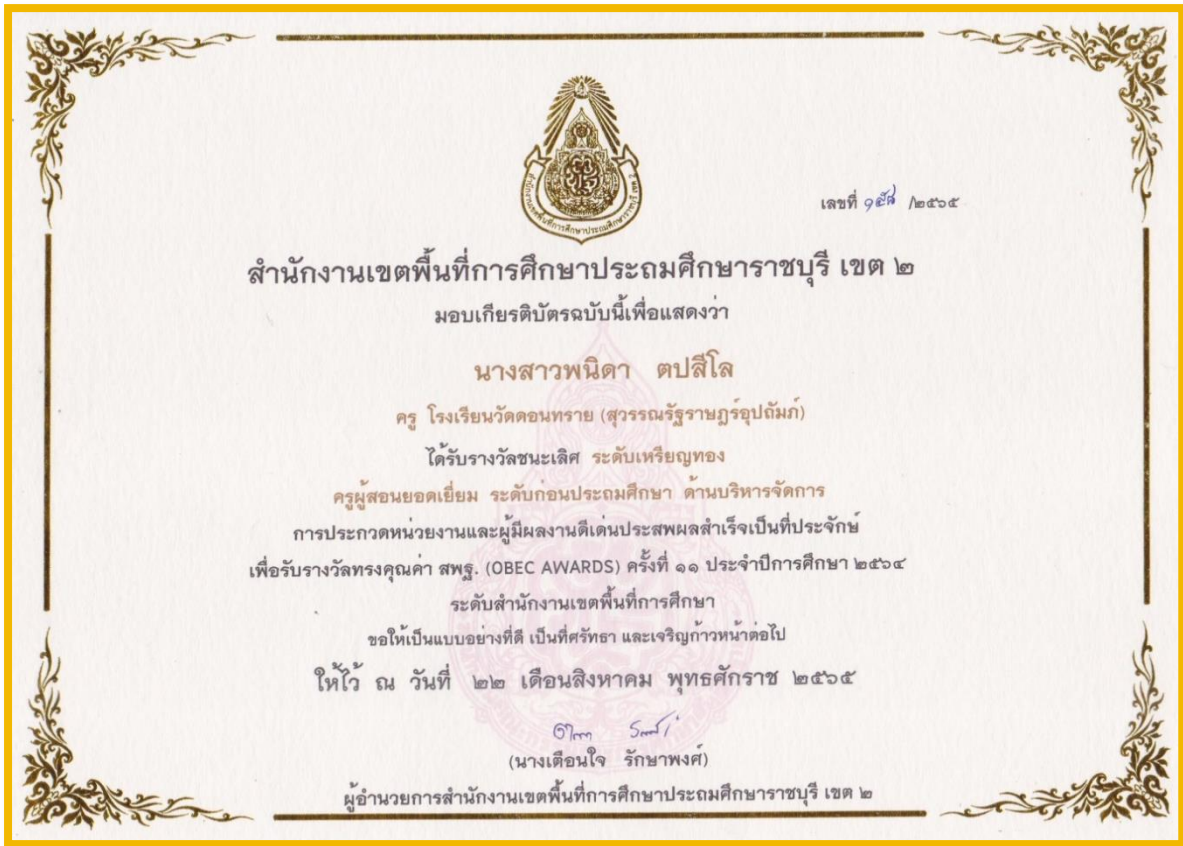 เลขที่ /๒๕๖๕
สำนักงานเขตพื้นที่การศึกษาประถมศึกษาราชบุรี เขต ๒
มอบเกียรติบัตรฉบับนี้เพื่อแสดงว่า
นางสาวพนิดา ตปสีโล
ครู โรงเรียนวัดดอนทราย (สุวรรณรัฐราษฎร์อุปถัมภ์)
ได้รับรางวัลชนะเลิศ ระดับเหรียญทอง
ครูผู้สอนยอดเยี่ยม ระดับก่อนประถมศึกษา ด้านบริหารจัดการ
การประกวดหน่วยงานและผู้มีผลงานดีเด่นประสพผลสำเร็จเป็นที่ประจักษ์
เพื่อรับรางวัลทรงคุณค่า สพฐ. (OBEC AWARDS) ครั้งที่ ๑๑ ประจำปีการศึกษา ๒๕๖๔
ระดับสำนักงานเขตพื้นที่การศึกษา
ขอให้เป็นแบบอย่างที่ดี เป็นที่ศรัทธา และเจริญก้าวหน้าต่อไป
ให้ไว้ ณ วันที่ ๒๒ เดือนสิงหาคม พุทธศักราช ๒๕๖๕
(นางเตือนใจ รักษาพงศ์)
ผู้อำนวยการสำนักงานเขตพื้นที่การศึกษาประถมศึกษาราชบุรี เขต ๒